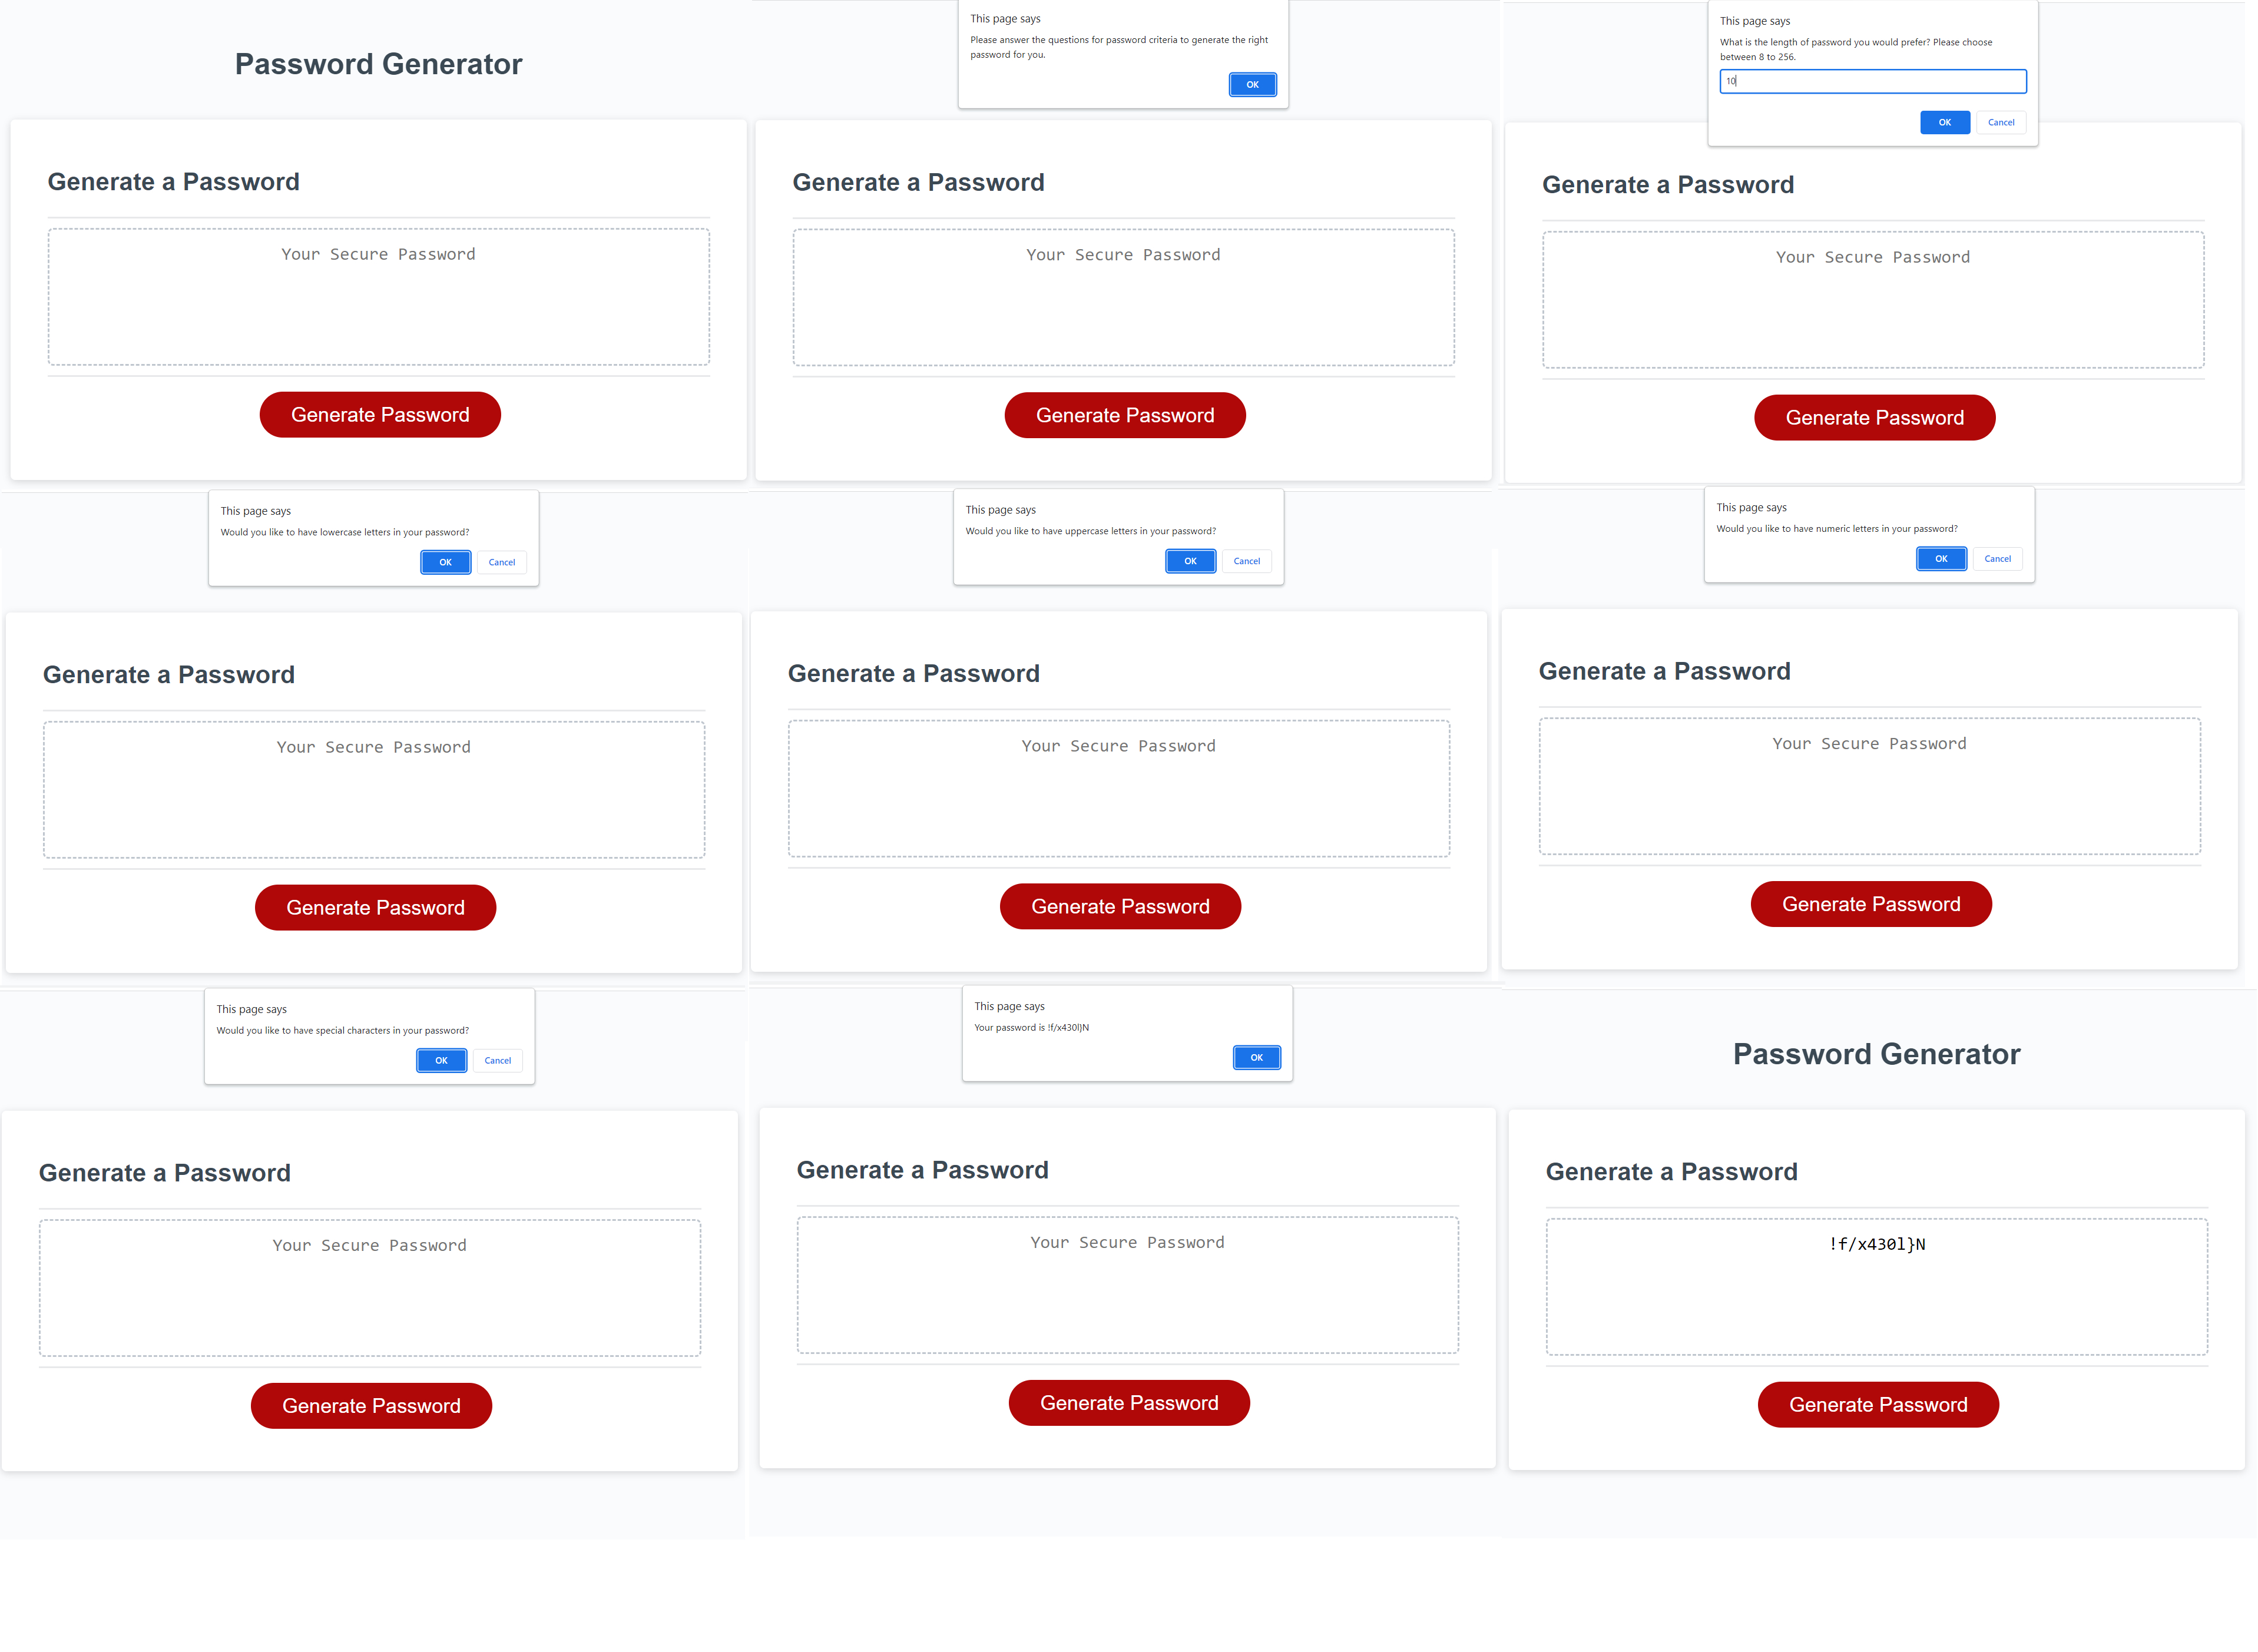 Password Generator
Generate a Password
Your Secure Password
Generate Password
This page says
Please answer the questions for password criteria to generate the right
password for you.
OK
Generate a Password
Your Secure Password
Generate Password
This page says
What is the length of password you would prefer? Please choose
between 8 to 256.
10
OK Cancel
Generate a Password
Your Secure Password
Generate Password
This page says
Would you like to have lowercase letters in your password?
OK Cancel
Generate a Password
Your Secure Password
Generate Password
This page says
Would you like to have uppercase letters in your password?
OK Cancel
Generate a Password
Your Secure Password
Generate Password
This page says
Would you like to have numeric letters in your password?
OK Cancel
Generate a Password
Your Secure Password
Generate Password
This page says
Would you like to have special characters in your password?
OK Cancel
Generate a Password
Your Secure Password
Generate Password
This page says
Your password is !f/x430l}N
OK
Generate a Password
Your Secure Password
Generate Password
Password Generator
Generate a Password
!f/x430l}N
Generate Password